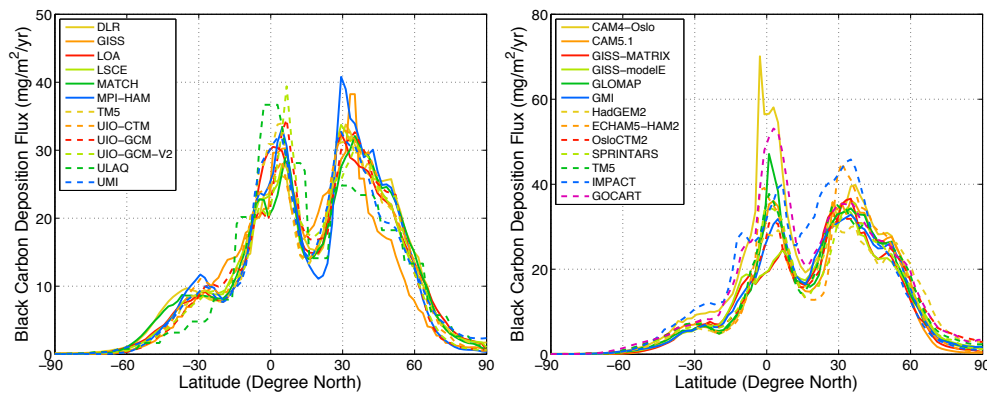 Black Carbon Deposition Flux (mg/m²/yr)
50
40
30
20
10
0
DLR
GISS
LOA
LSCE
MATCH
MPI−HAM
TM5
UIO−CTM
UIO−GCM
UIO−GCM−V2
ULAQ
UMI
−90 −60 −30 0 30 60 90
Latitude (Degree North)
Black Carbon Deposition Flux (mg/m²/yr)
80
60
40
20
0
CAM4−Oslo
CAM5.1
GISS−MATRIX
GISS−modelE
GLOMAP
GMI
HadGEM2
ECHAM5−HAM2
OsloCTM2
SPRINTARS
TM5
IMPACT
GOCART
−90 −60 −30 0 30 60 90
Latitude (Degree North)